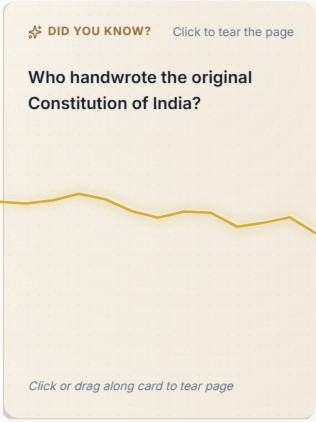 DID YOU KNOW? Click to tear the page
Who handwrote the original
Constitution of India?
Click or drag along card to tear page